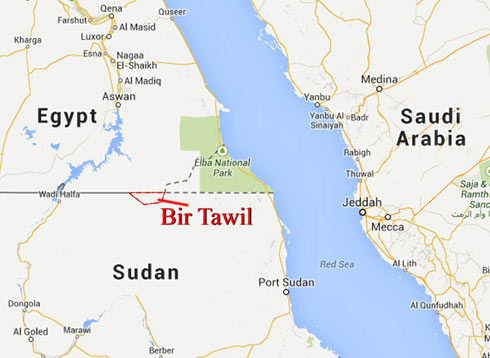 Qena
Quseer
Farshut
Al Masid
Kharga
Luxor
Esna
Nagaa
El-Shaikh
Al Madiq
Aswan
Egypt
Medina
Yanbu
Yanbu Al
Sinaiyah
Badr
Saudi
Arabia
Rabigh
Elba National
Park
Thuwal
Wadi Halfa
Jeddah
Mecca
Bir Tawil
Red Sea
Al-Lith
Sudan
Port Sudan
Al Qunfudhah
Dongola
Al Goled
Marawi
Berber